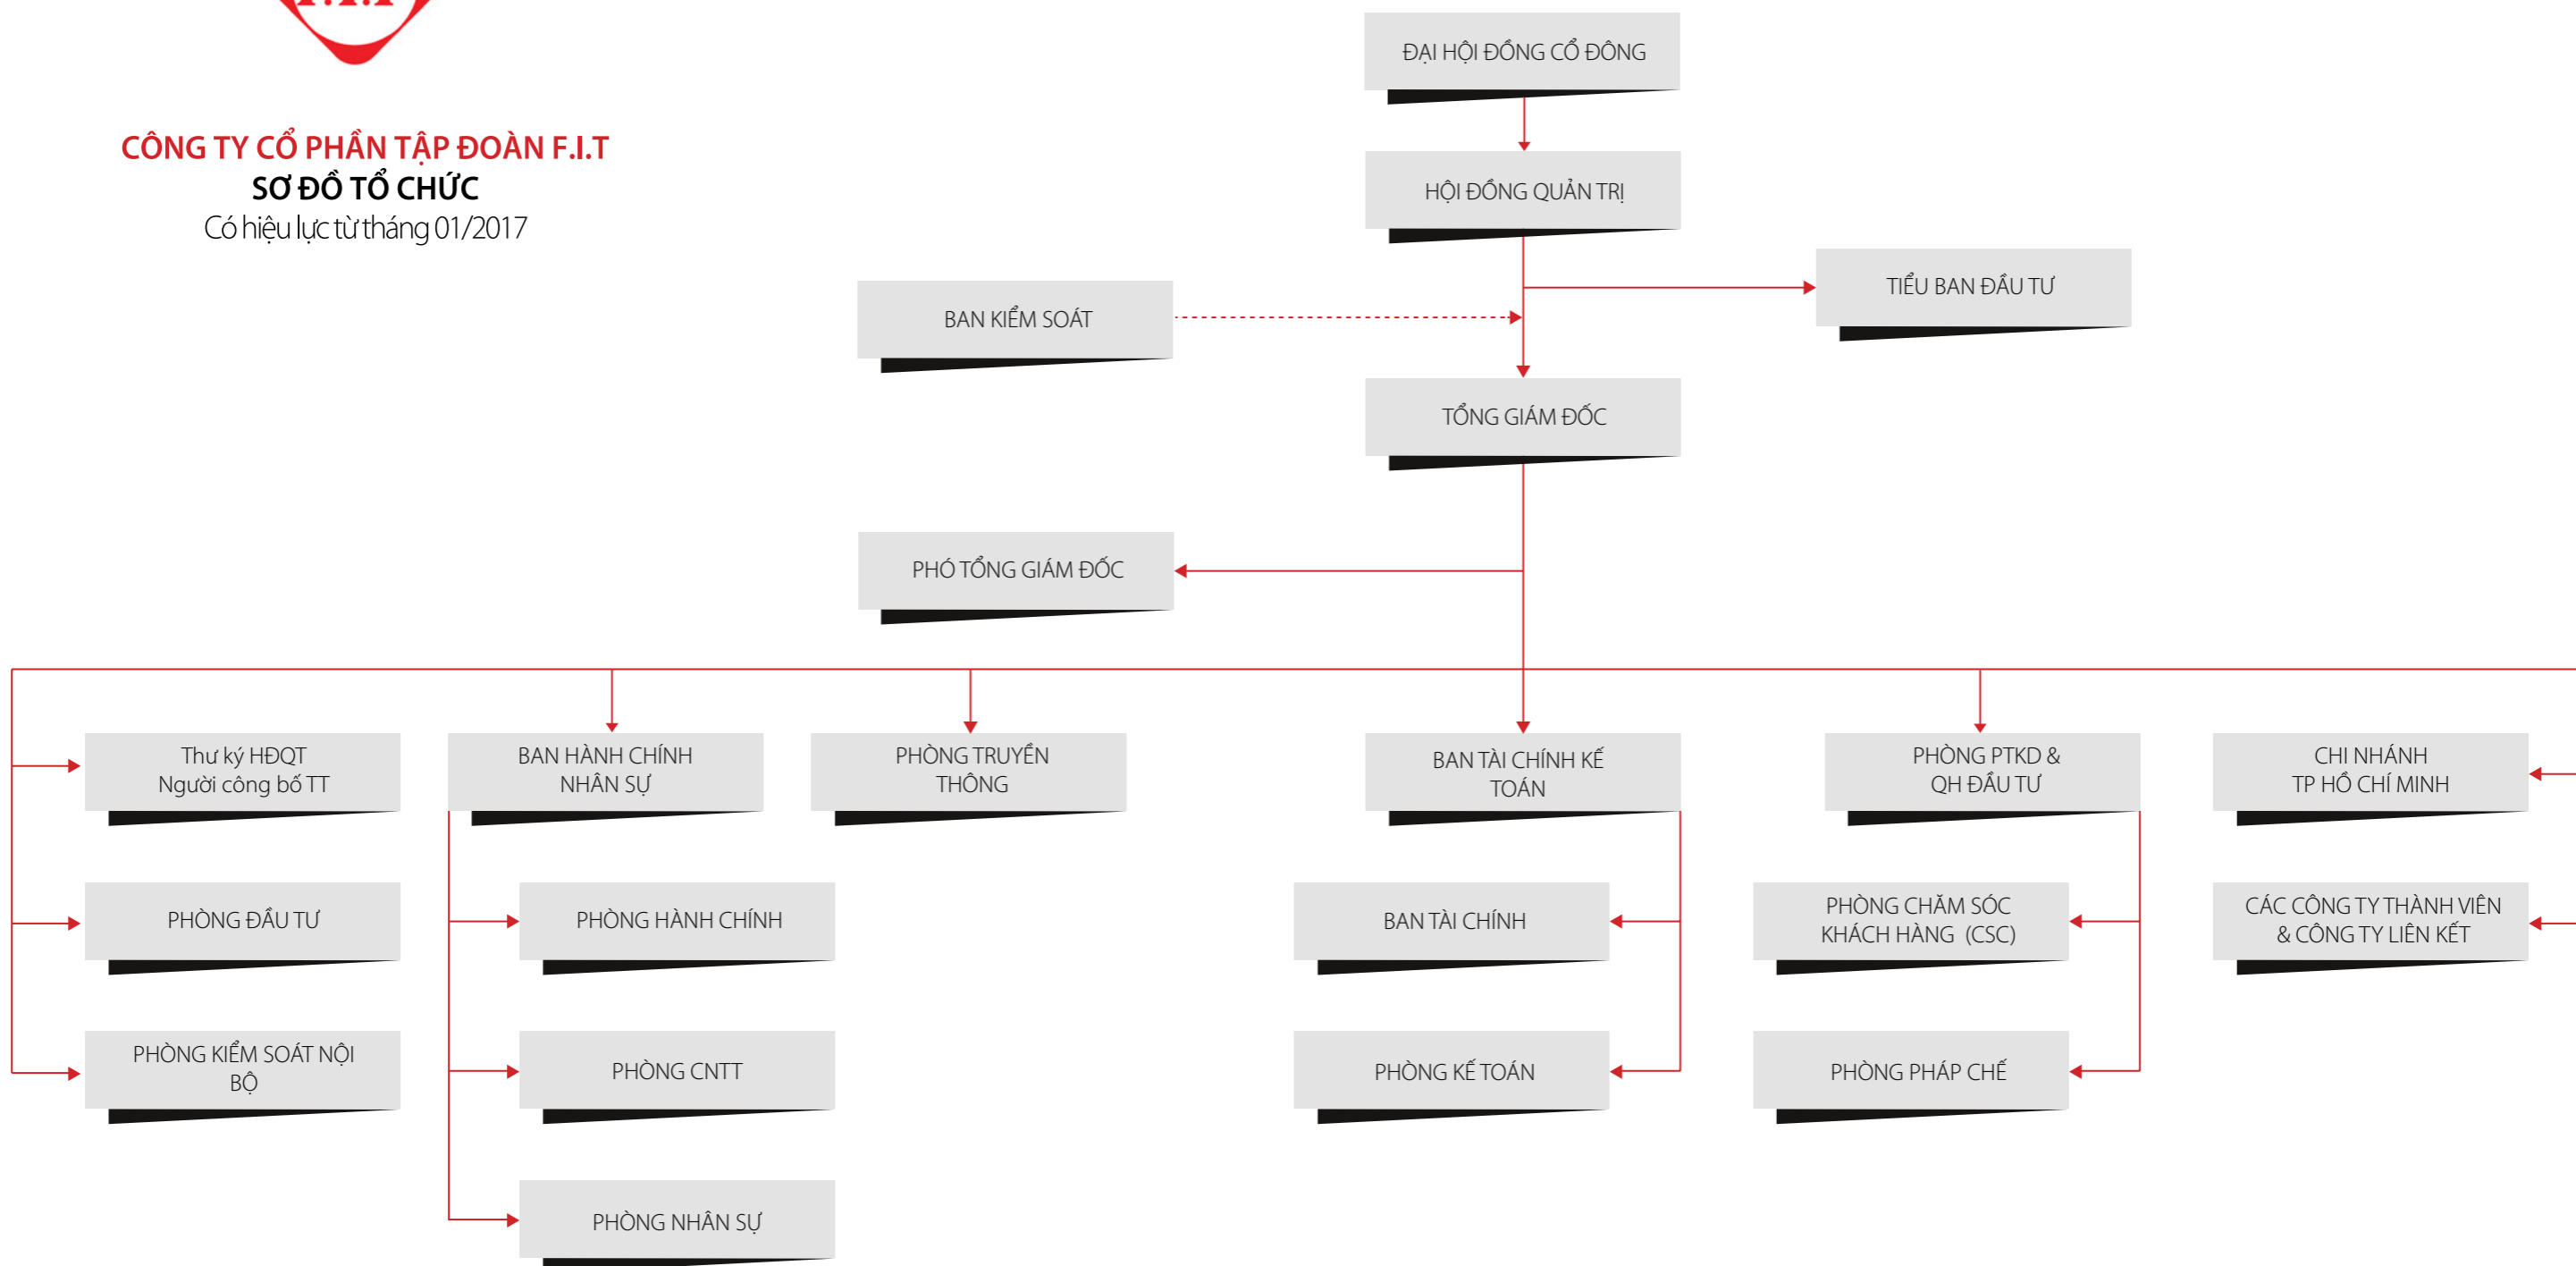 F.I.T
CÔNG TY CỔ PHẦN TẬP ĐOÀN F.I.T
SƠ ĐỒ TỔ CHỨC
Có hiệu lực từ tháng 01/2017
ĐẠI HỘI ĐỒNG CỔ ĐÔNG
HỘI ĐỒNG QUẢN TRỊ
TIỂU BAN ĐẦU TƯ
BAN KIỂM SOÁT
TỔNG GIÁM ĐỐC
PHÓ TỔNG GIÁM ĐỐC
Thư ký HĐQT
Người công bố TT
BAN HÀNH CHÍNH
NHÂN SỰ
PHÒNG TRUYỀN
THÔNG
BAN TÀI CHÍNH KẾ
TOÁN
PHÒNG PTKD &
QH ĐẦU TƯ
CHI NHÁNH
TP HỒ CHÍ MINH
PHÒNG ĐẦU TƯ
PHÒNG HÀNH CHÍNH
BAN TÀI CHÍNH
PHÒNG CHĂM SÓC
KHÁCH HÀNG (CSC)
CÁC CÔNG TY THÀNH VIÊN
& CÔNG TY LIÊN KẾT
PHÒNG KIỂM SOÁT NỘI
BỘ
PHÒNG CNTT
PHÒNG KẾ TOÁN
PHÒNG PHÁP CHẾ
PHÒNG NHÂN SỰ